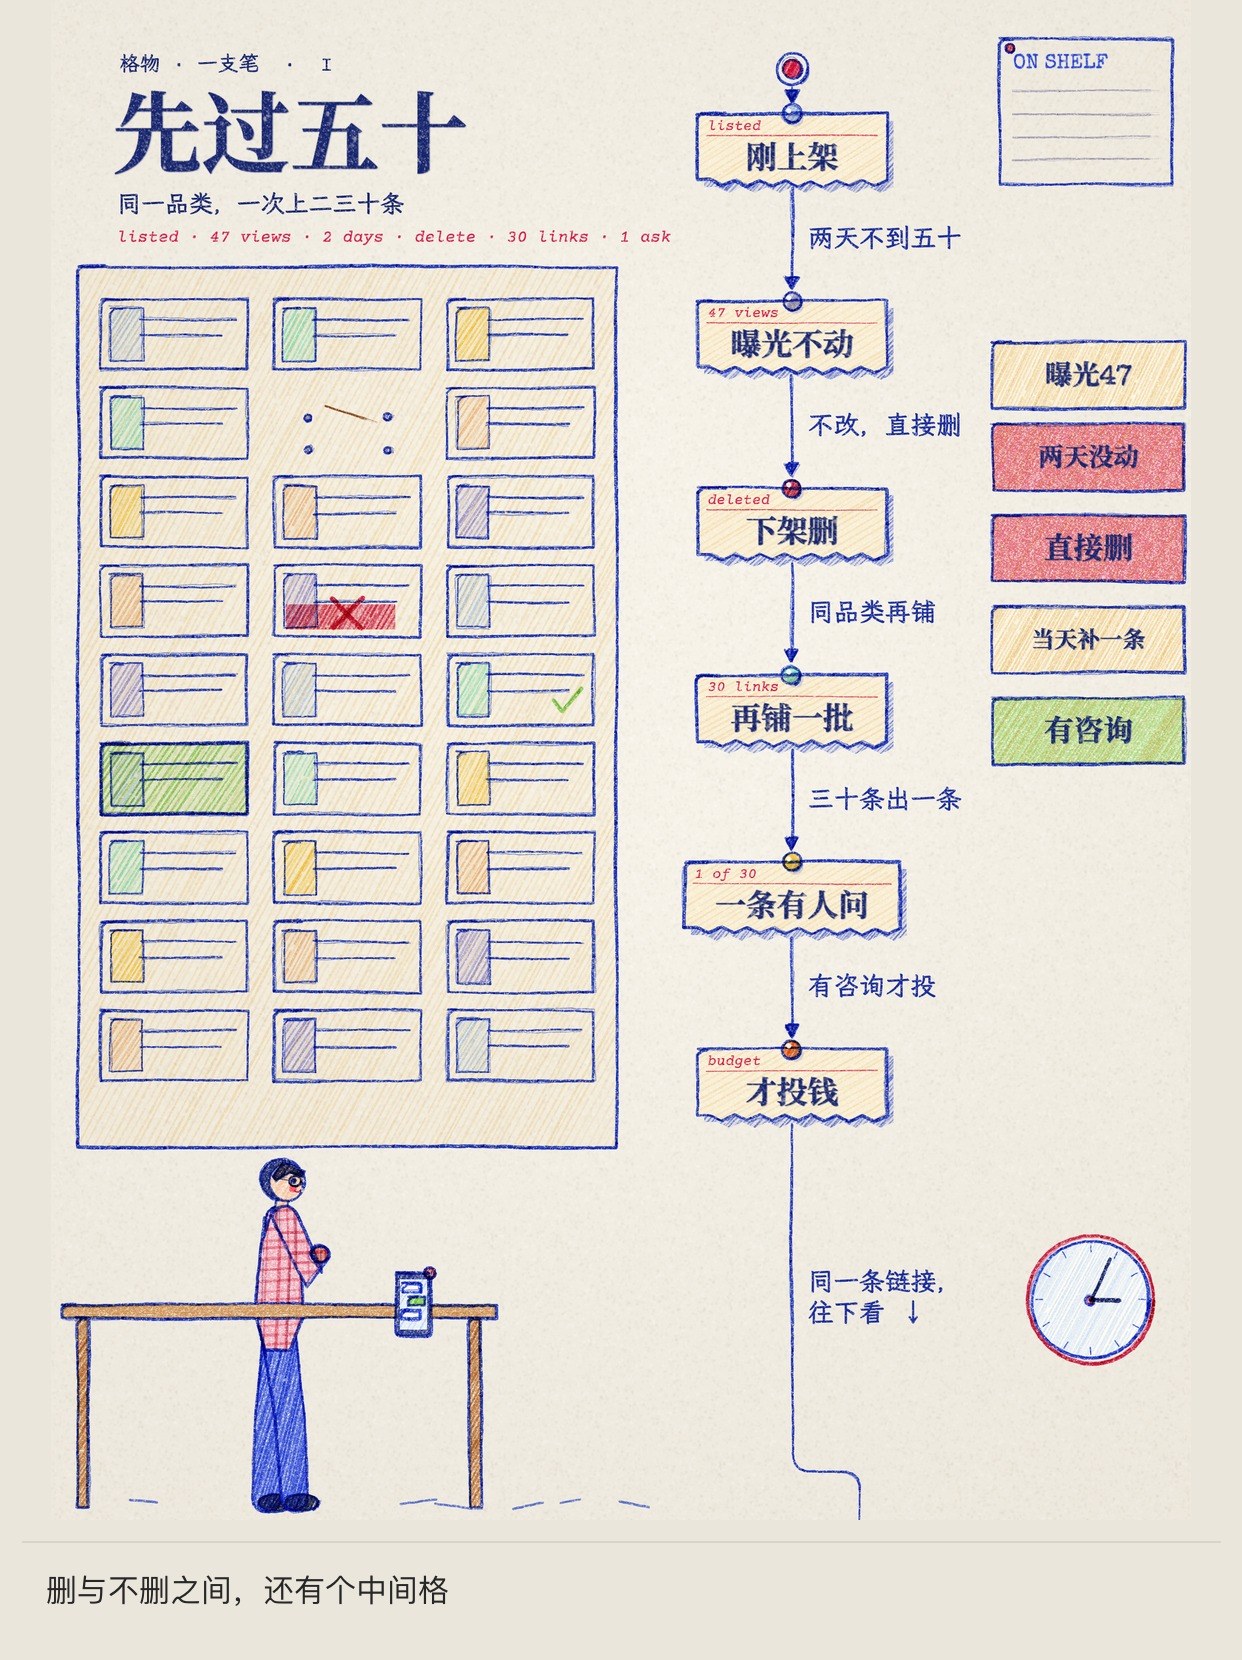 格物 · 一支笔 · I
先过五十
同一品类，一次上二三十条
listed · 47 views · 2 days · delete · 30 links · 1 ask
listed
刚上架
两天不到五十
47 views
曝光不动
不改，直接删
deleted
下架删
同品类再铺
30 links
再铺一批
三十条出一条
1 of 30
一条有人问
有咨询才投
budget
才投钱
同一条链接，
往下看 ↓
ON SHELF
曝光47
两天没动
直接删
当天补一条
有咨询
删与不删之间，还有个中间格